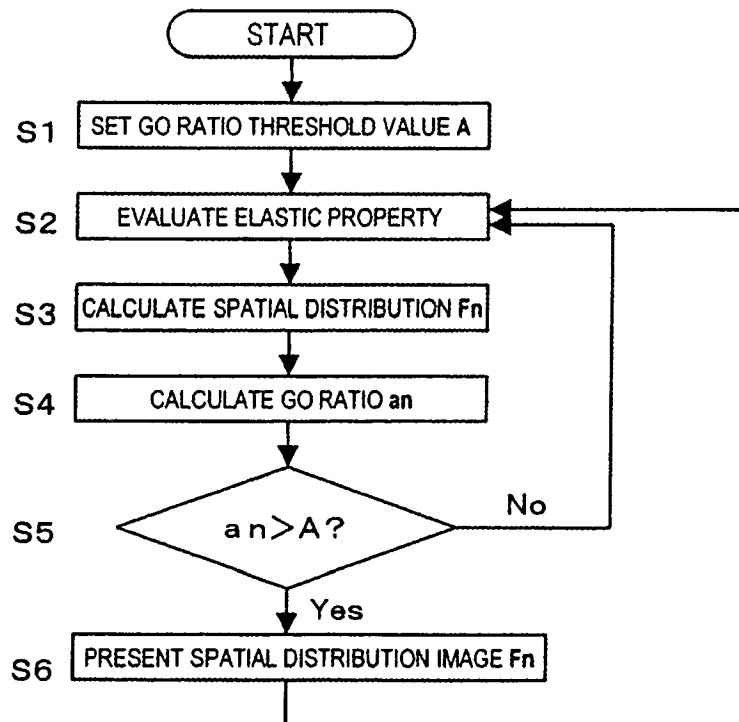 START
S1 SET GO RATIO THRESHOLD VALUE A
S2 EVALUATE ELASTIC PROPERTY
S3 CALCULATE SPATIAL DISTRIBUTION Fn
S4 CALCULATE GO RATIO an
S5 an>A? No
Yes
S6 PRESENT SPATIAL DISTRIBUTION IMAGE Fn